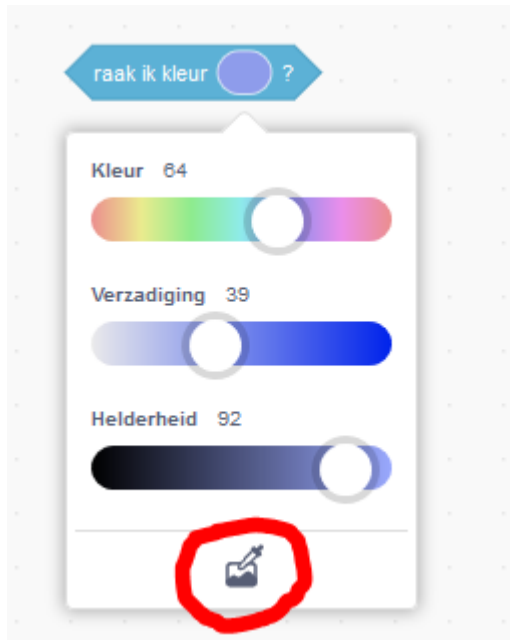 raak ik kleur ?
Kleur 64
Verzadiging 39
Helderheid 92